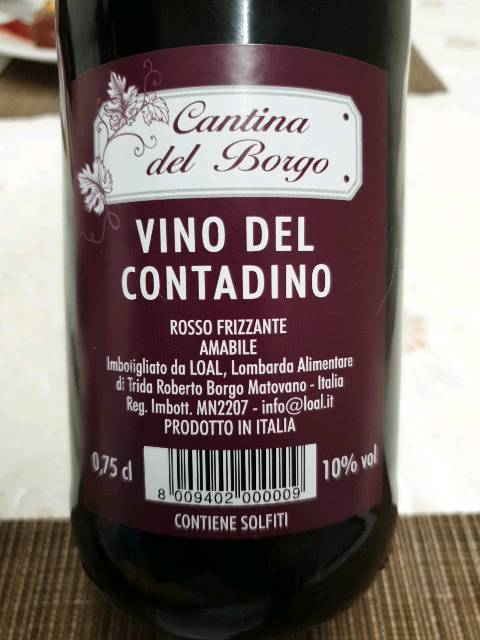 Cantina
del Borgo
VINO DEL
CONTADINO
ROSSO FRIZZANTE
AMABILE
Imbottigliato da LOAL, Lombarda Alimentare
di Trida Roberto Borgo Matovano - Italia
Reg. Imbott. MN2207 - info@loal.it
PRODOTTO IN ITALIA
0,75 cl
10% vol
8 009402 000009
CONTIENE SOLFITI